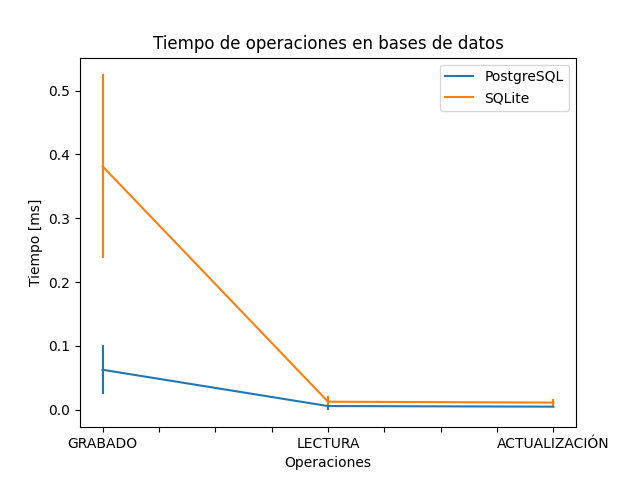 Tiempo de operaciones en bases de datos
PostgreSQL
SQLite
Tiempo [ms]
0.5
0.4
0.3
0.2
0.1
0.0
GRABADO LECTURA ACTUALIZACIÓN
Operaciones